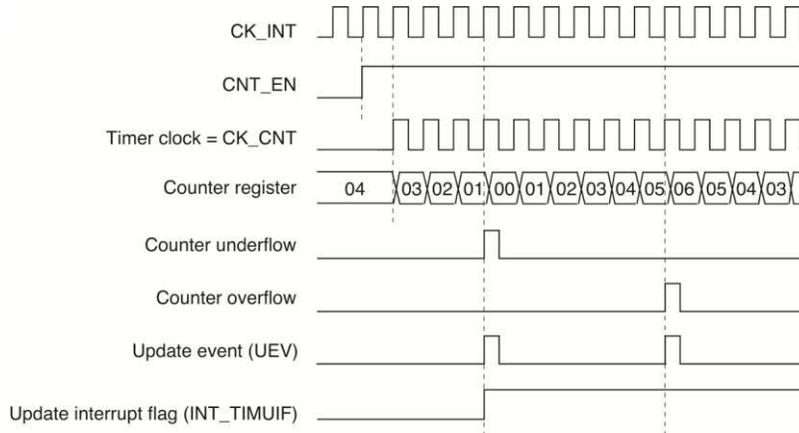 CK_INT
CNT_EN
Timer clock = CK_CNT
Counter register 04 03 02 01 00 01 02 03 04 05 06 05 04 03
Counter underflow
Counter overflow
Update event (UEV)
Update interrupt flag (INT_TIMUIF)